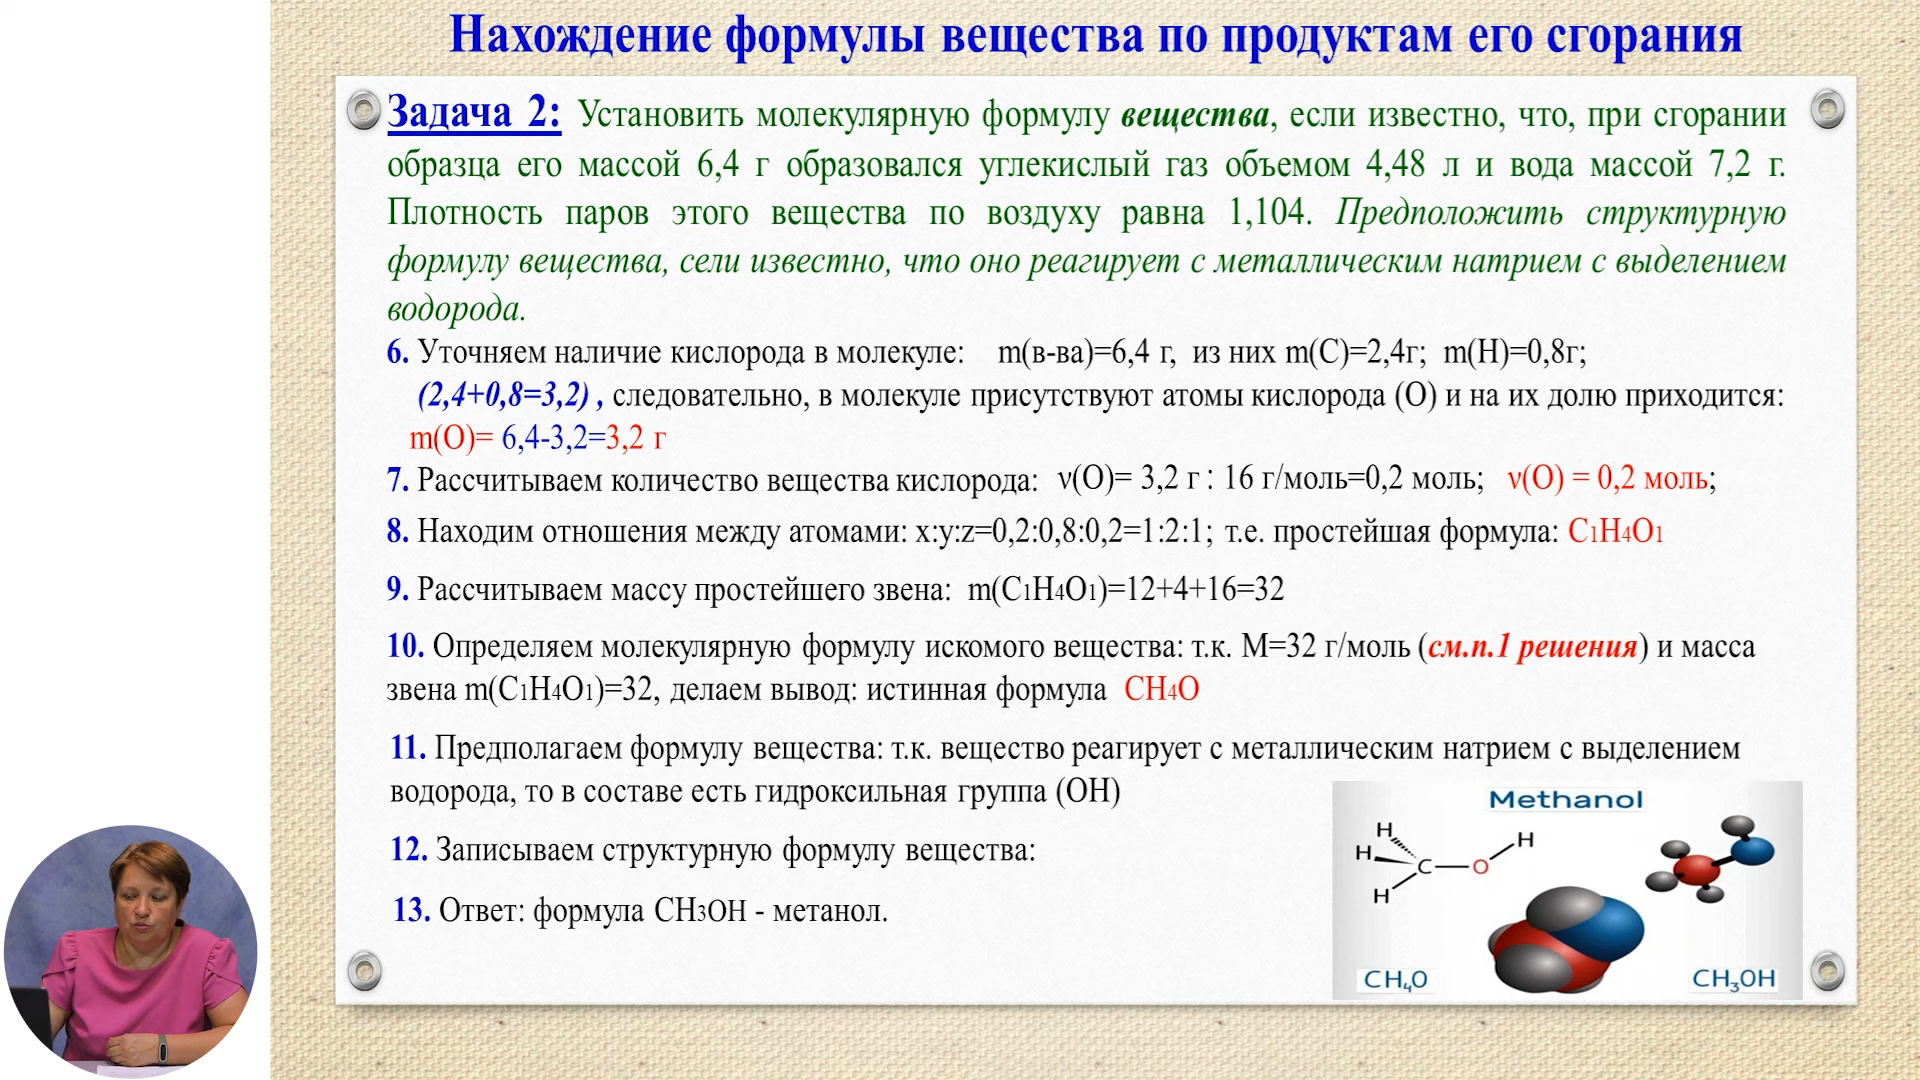 Нахождение формулы вещества по продуктам его сгорания
Задача 2: Установить молекулярную формулу вещества, если известно, что, при сгорании
образца его массой 6,4 г образовался углекислый газ объемом 4,48 л и вода массой 7,2 г.
Плотность паров этого вещества по воздуху равна 1,104. Предположить структурную
формулу вещества, сели известно, что оно реагирует с металлическим натрием с выделением
водорода.
6. Уточняем наличие кислорода в молекуле: m(в-ва)=6,4 г, из них m(C)=2,4г; m(H)=0,8г;
(2,4+0,8=3,2) , следовательно, в молекуле присутствуют атомы кислорода (О) и на их долю приходится:
m(O)= 6,4-3,2=3,2 г
7. Рассчитываем количество вещества кислорода: ν(O)= 3,2 г : 16 г/моль=0,2 моль; ν(O) = 0,2 моль;
8. Находим отношения между атомами: x:y:z=0,2:0,8:0,2=1:2:1; т.е. простейшая формула: C1H4O1
9. Рассчитываем массу простейшего звена: m(C1H4O1)=12+4+16=32
10. Определяем молекулярную формулу искомого вещества: т.к. М=32 г/моль (см.п.1 решения) и масса
звена m(C1H4O1)=32, делаем вывод: истинная формула CH4O
11. Предполагаем формулу вещества: т.к. вещество реагирует с металлическим натрием с выделением
водорода, то в составе есть гидроксильная группа (ОН)
12. Записываем структурную формулу вещества:
13. Ответ: формула CH3OH - метанол.
Methanol
H
H
H
C
O
H
CH4O
CH3OH